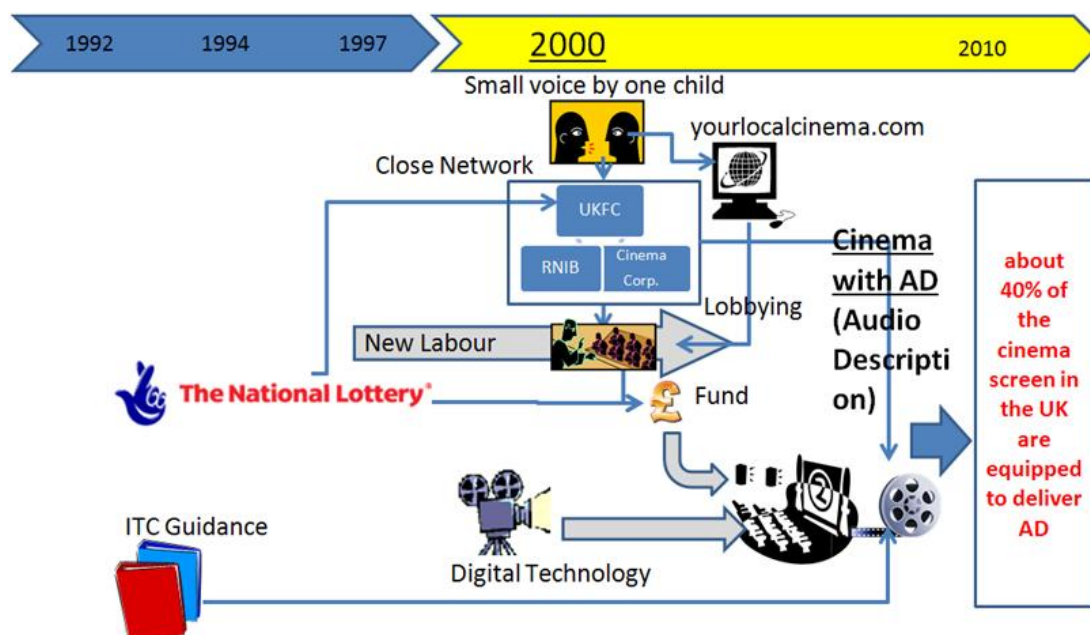 1992 1994 1997 2000 2010
Small voice by one child
yourlocalcinema.com
Close Network
UKFC
RNIB
Cinema
Corp.
Cinema
with AD
(Audio
Descripti
on)
Lobbying
New Labour
The National Lottery®
Fund
2
ITC Guidance
Digital Technology
about
40% of
the
cinema
screen in
the UK
are
equipped
to deliver
AD